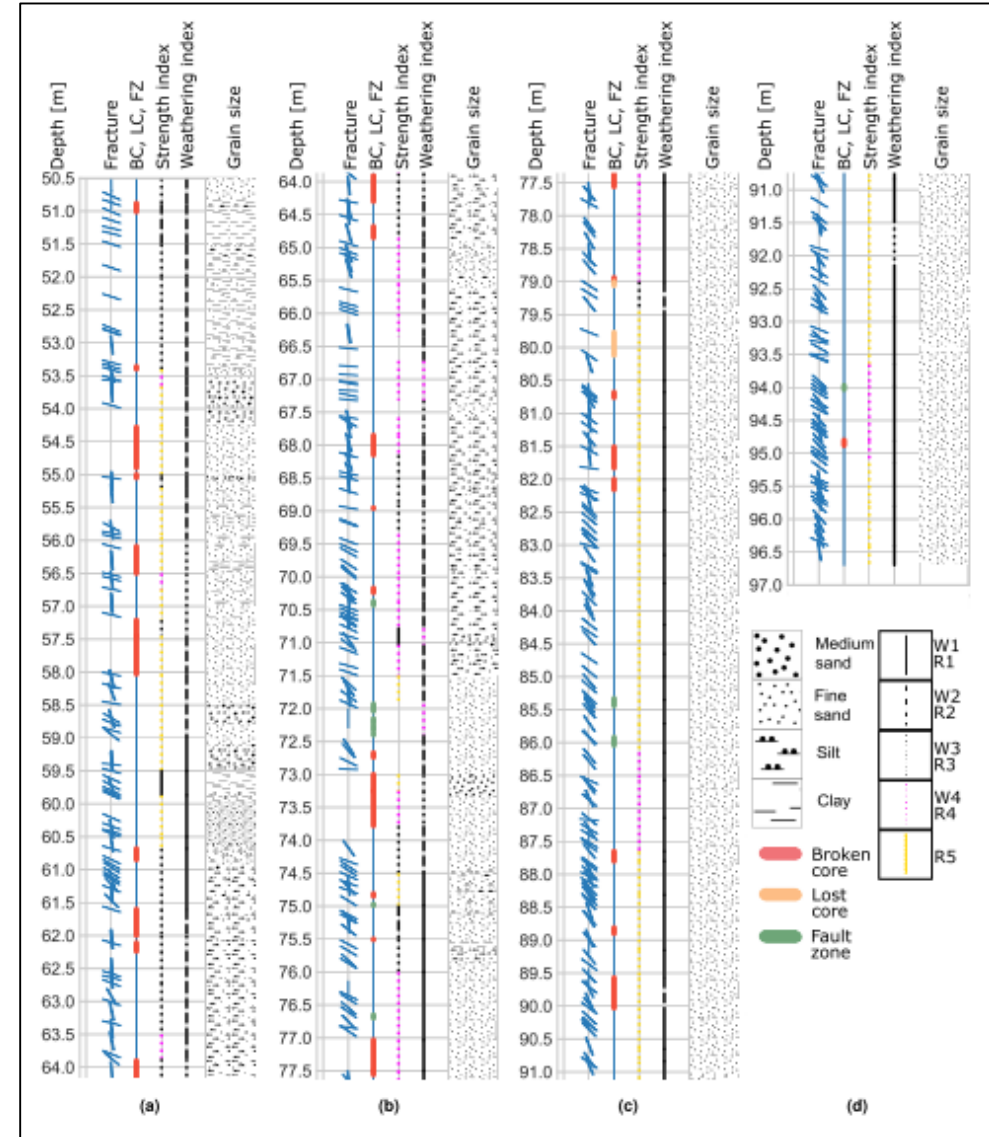 Depth [m]
Fracture
BC, LC, FZ
Strength index
Weathering index
Grain size
50.5
51.0
51.5
52.0
52.5
53.0
53.5
54.0
54.5
55.0
55.5
56.0
56.5
57.0
57.5
58.0
58.5
59.0
59.5
60.0
60.5
61.0
61.5
62.0
62.5
63.0
63.5
64.0
(a)
Depth [m]
Fracture
BC, LC, FZ
Strength index
Weathering index
Grain size
64.0
64.5
65.0
65.5
66.0
66.5
67.0
67.5
68.0
68.5
69.0
69.5
70.0
70.5
71.0
71.5
72.0
72.5
73.0
73.5
74.0
74.5
75.0
75.5
76.0
76.5
77.0
77.5
(b)
Depth [m]
Fracture
BC, LC, FZ
Strength index
Weathering index
Grain size
77.5
78.0
78.5
79.0
79.5
80.0
80.5
81.0
81.5
82.0
82.5
83.0
83.5
84.0
84.5
85.0
85.5
86.0
86.5
87.0
87.5
88.0
88.5
89.0
89.5
90.0
90.5
91.0
(c)
Depth [m]
Fracture
BC, LC, FZ
Strength index
Weathering index
Grain size
91.0
91.5
92.0
92.5
93.0
93.5
94.0
94.5
95.0
95.5
96.0
96.5
97.0
Medium
sand
Fine
sand
Silt
Clay
Broken
core
Lost
core
Fault
zone
W1
R1
W2
R2
W3
R3
W4
R4
R5
(d)